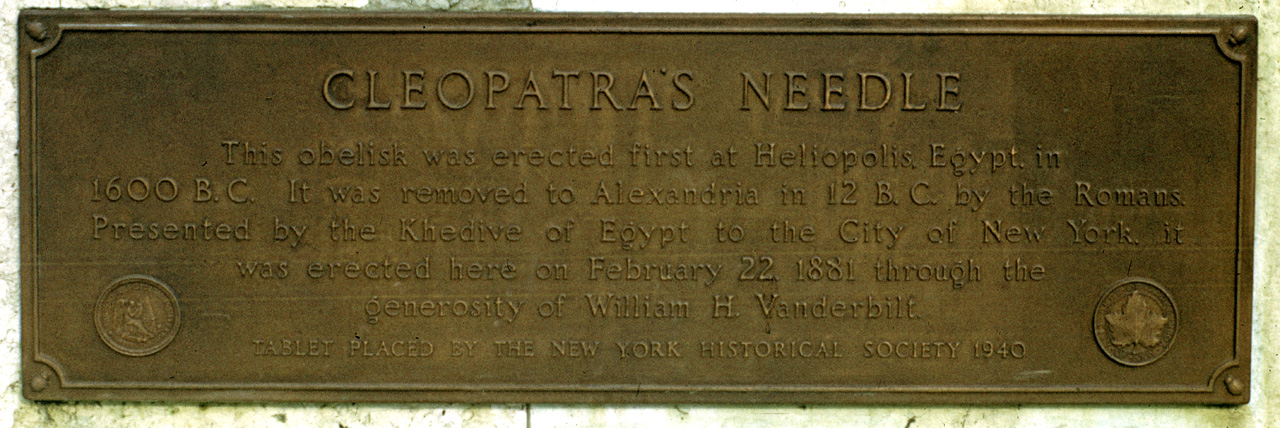 CLEOPATRA'S NEEDLE
This obelisk was erected first at Heliopolis, Egypt, in
1600 B.C. It was removed to Alexandria in 12 B.C. by the Romans.
Presented by the Khedive of Egypt to the City of New York, it
was erected here on February 22, 1881 through the
generosity of William H. Vanderbilt.
TABLET PLACED BY THE NEW YORK HISTORICAL SOCIETY 1940